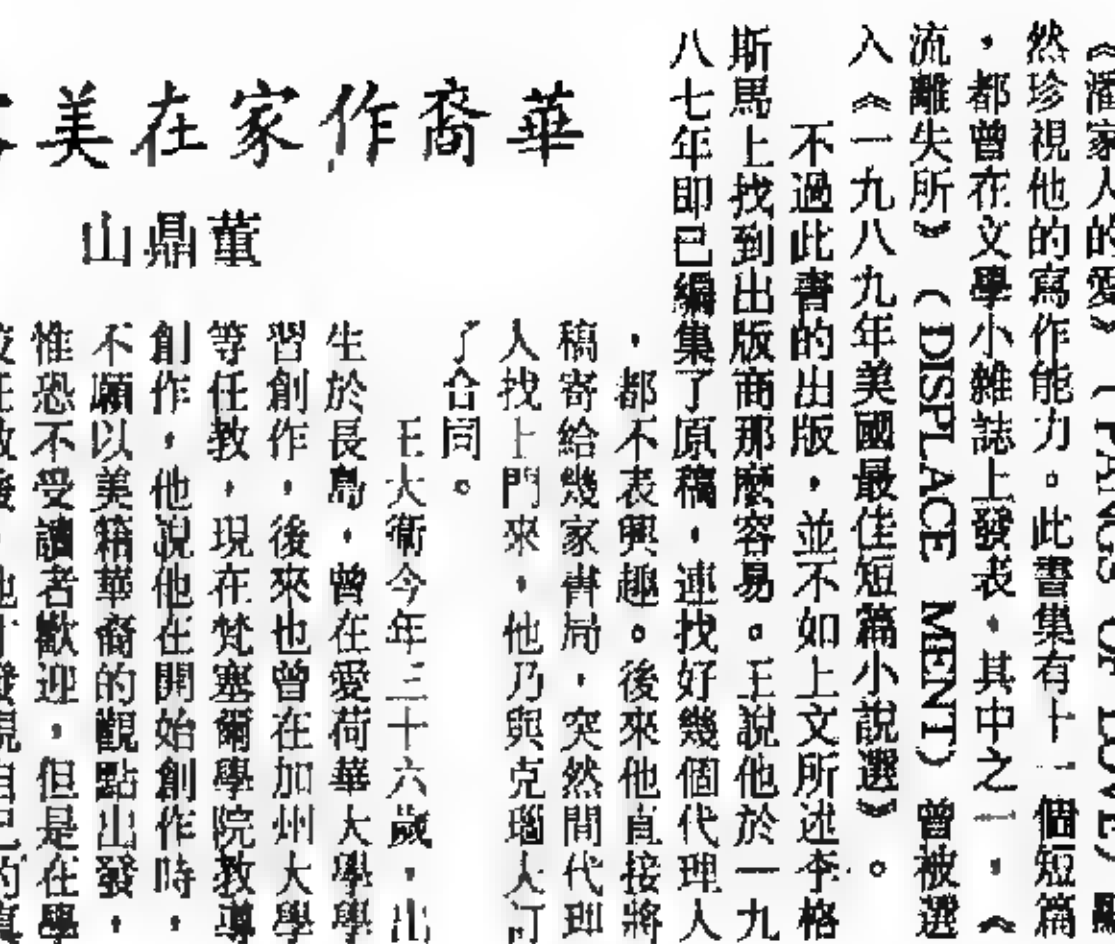 《潘家人的愛》(PANGS OF LOVE)
然珍視他的寫作能力。此書集有十一個短篇
，都曾在文學小雜誌上發表。其中之一，《
流離失所》（DISPLACE MENT）曾被選
入《一九八九年美國最佳短篇小說選》。
不過此書的出版，並不如上文所述李格
斯馬上找到出版商那麼容易。王說他於一九
八七年即已編集了原稿，連找好幾個代理人
華裔作家在美
董鼎山
，都不表興趣。後來他直接將
稿寄給幾家書局，突然間代理
人找上門來，他乃與克瑙人訂
了合同。
王大衛今年三十六歲，出
生於長島，曾在愛荷華大學學
習創作，後來也曾在加州大學
等任教，現在梵塞爾學院教導
創作，他說他在開始創作時，
不願以美籍華裔的觀點出發，
惟恐不受讀者歡迎，但是在學
發現自己的真